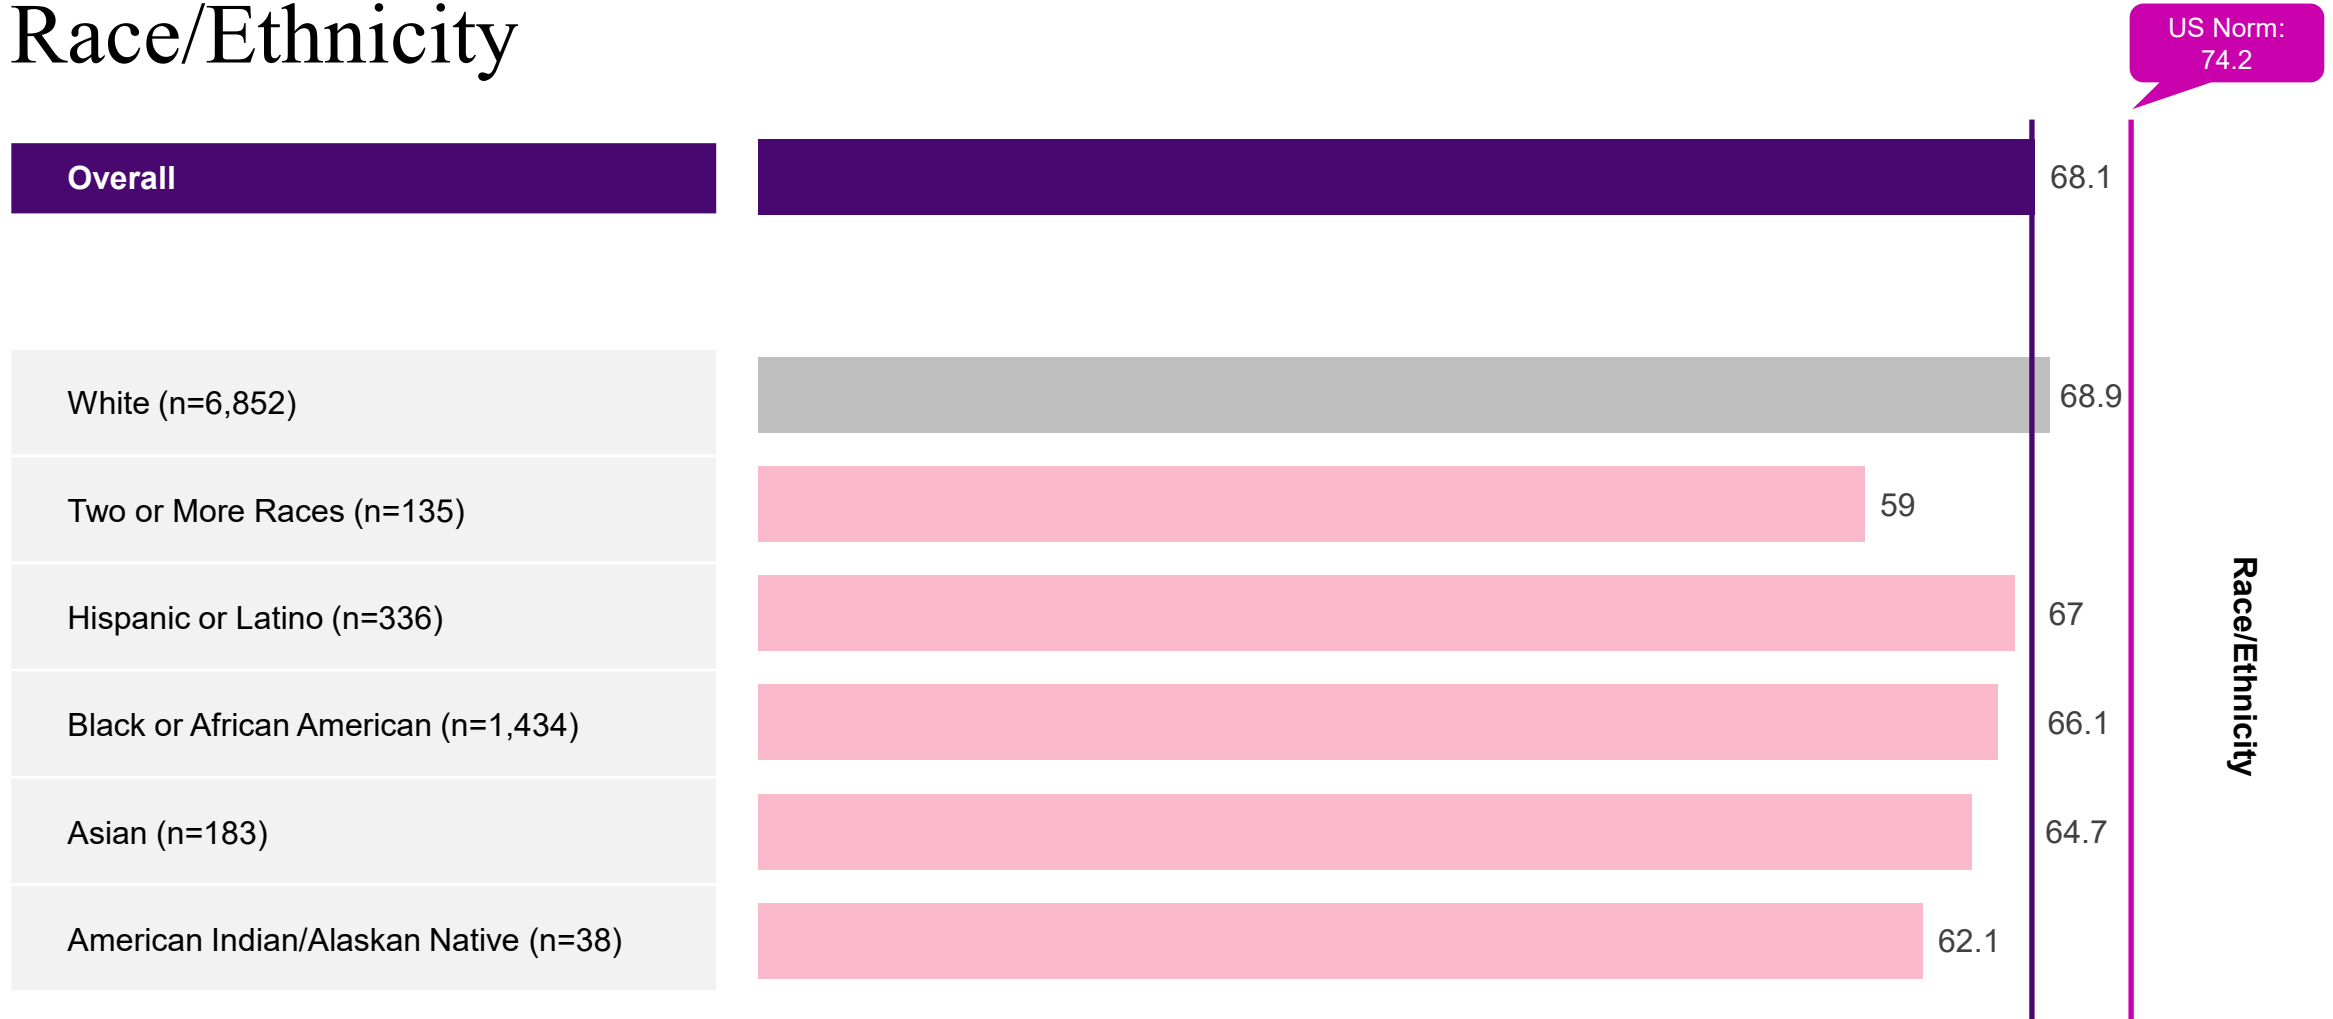 Race/Ethnicity
US Norm:
74.2
Overall
68.1
White (n=6,852)
68.9
Two or More Races (n=135)
59
Hispanic or Latino (n=336)
67
Black or African American (n=1,434)
66.1
Asian (n=183)
64.7
American Indian/Alaskan Native (n=38)
62.1
Race/Ethnicity